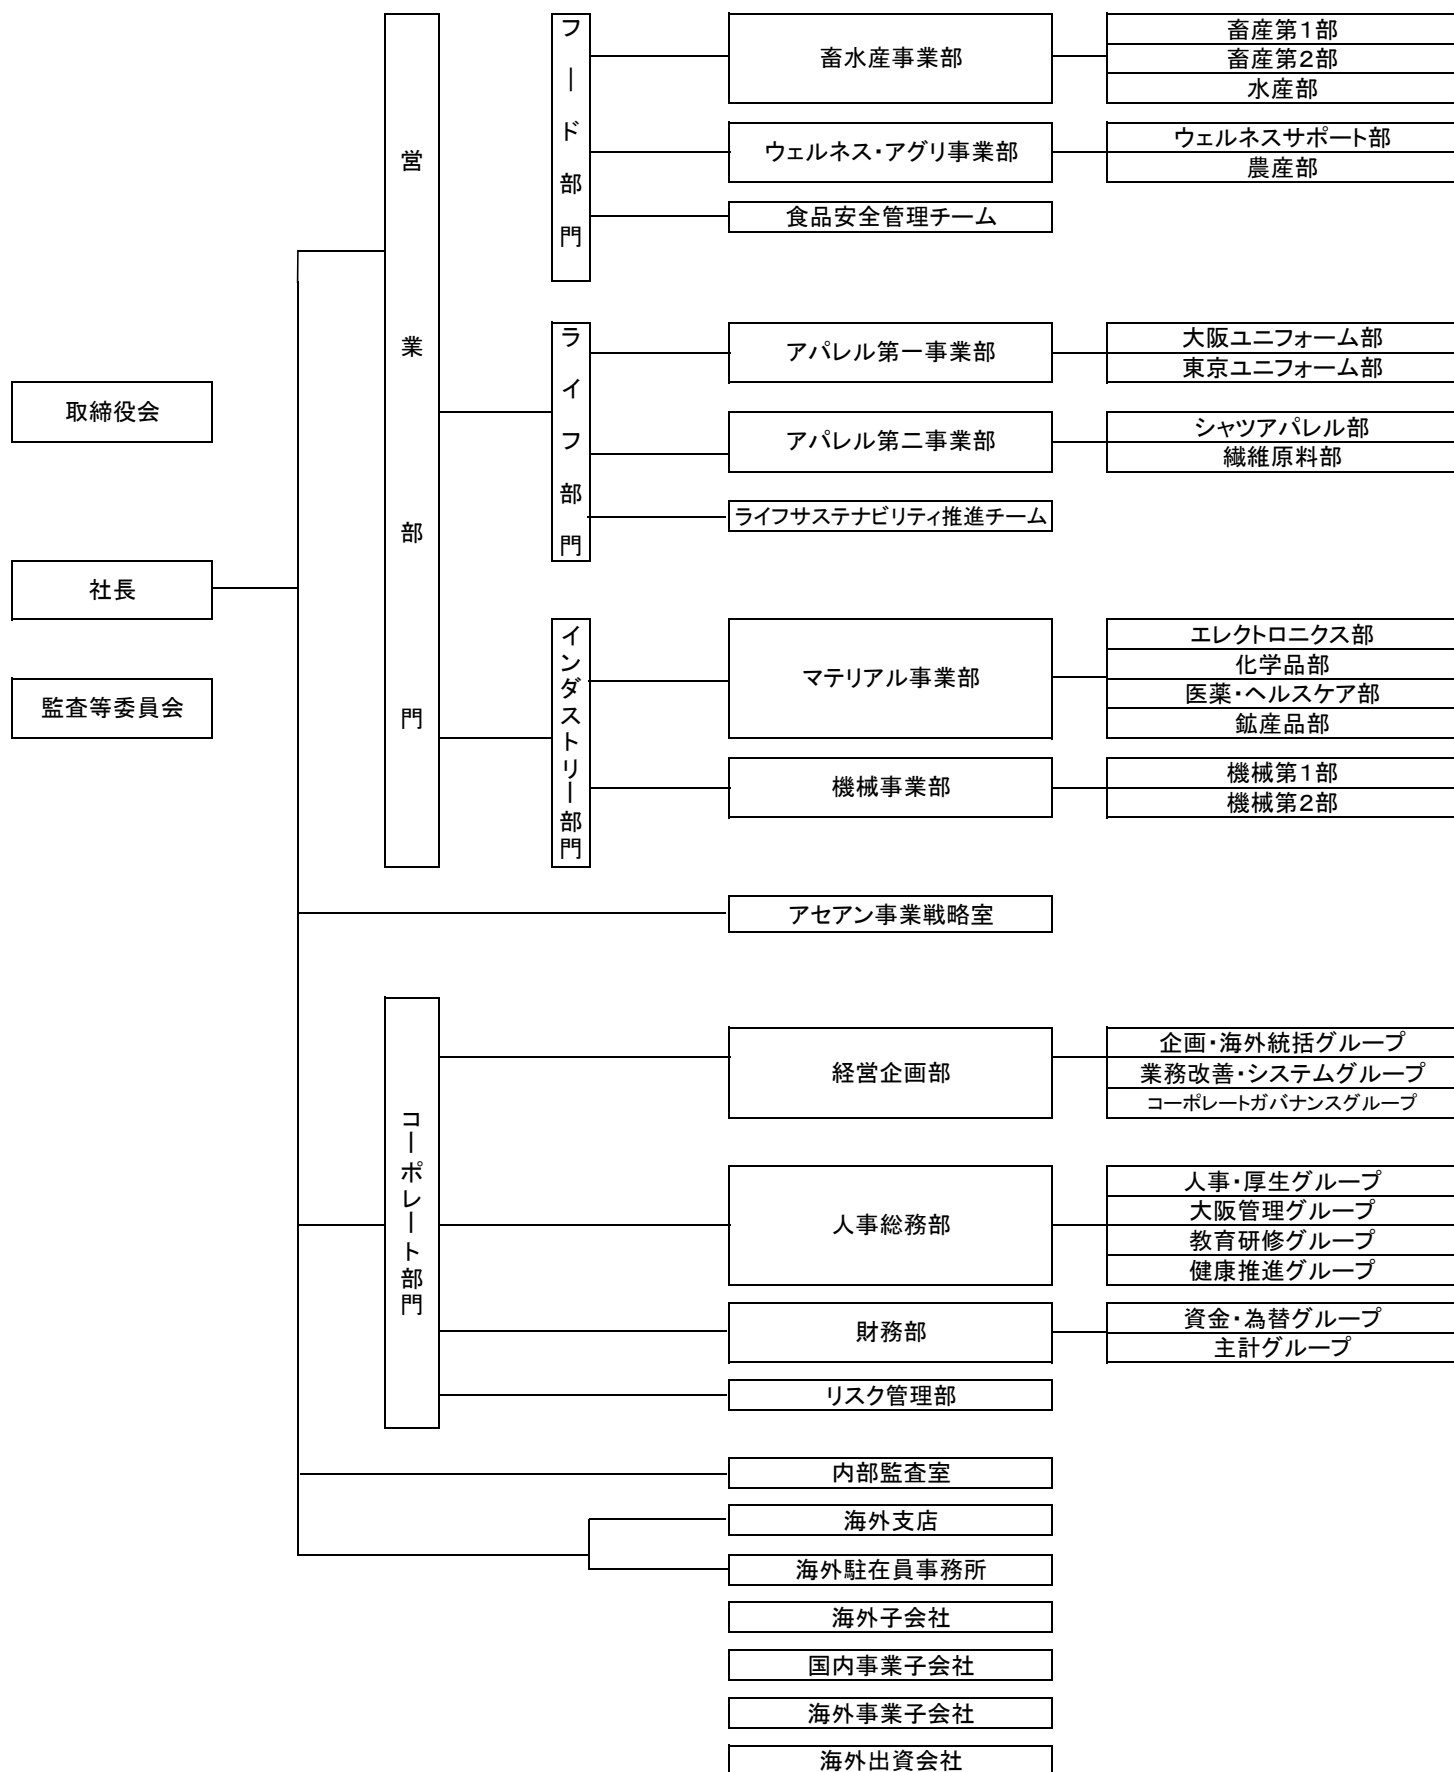 取締役会
社長
監査等委員会
営業部門
フード部門
畜水産事業部
畜産第1部
畜産第2部
水産部
ウェルネス・アグリ事業部
ウェルネスサポート部
農産部
食品安全管理チーム
ライフ部門
アパレル第一事業部
大阪ユニフォーム部
東京ユニフォーム部
アパレル第二事業部
シャツアパレル部
繊維原料部
ライフサステナビリティ推進チーム
インダストリー部門
マテリアル事業部
エレクトロニクス部
化学品部
医薬・ヘルスケア部
鉱産品部
機械事業部
機械第1部
機械第2部
アセアン事業戦略室
コーポレート部門
経営企画部
企画・海外統括グループ
業務改善・システムグループ
コーポレートガバナンスグループ
人事総務部
人事・厚生グループ
大阪管理グループ
教育研修グループ
健康推進グループ
財務部
資金・為替グループ
主計グループ
リスク管理部
内部監査室
海外支店
海外駐在員事務所
海外子会社
国内事業子会社
海外事業子会社
海外出資会社